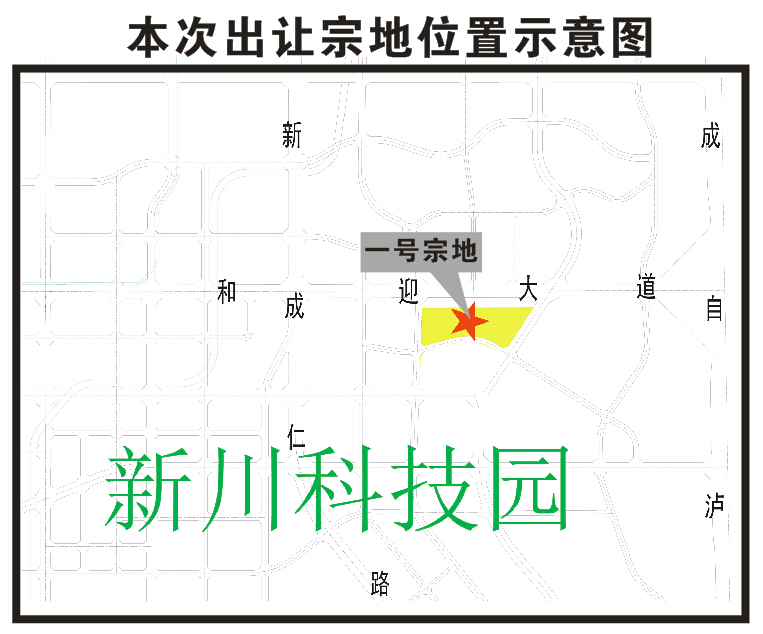 本次出让宗地位置示意图
新
成
一号宗地
和
迎
大
道
成
自
仁
新川科技园
泸
路